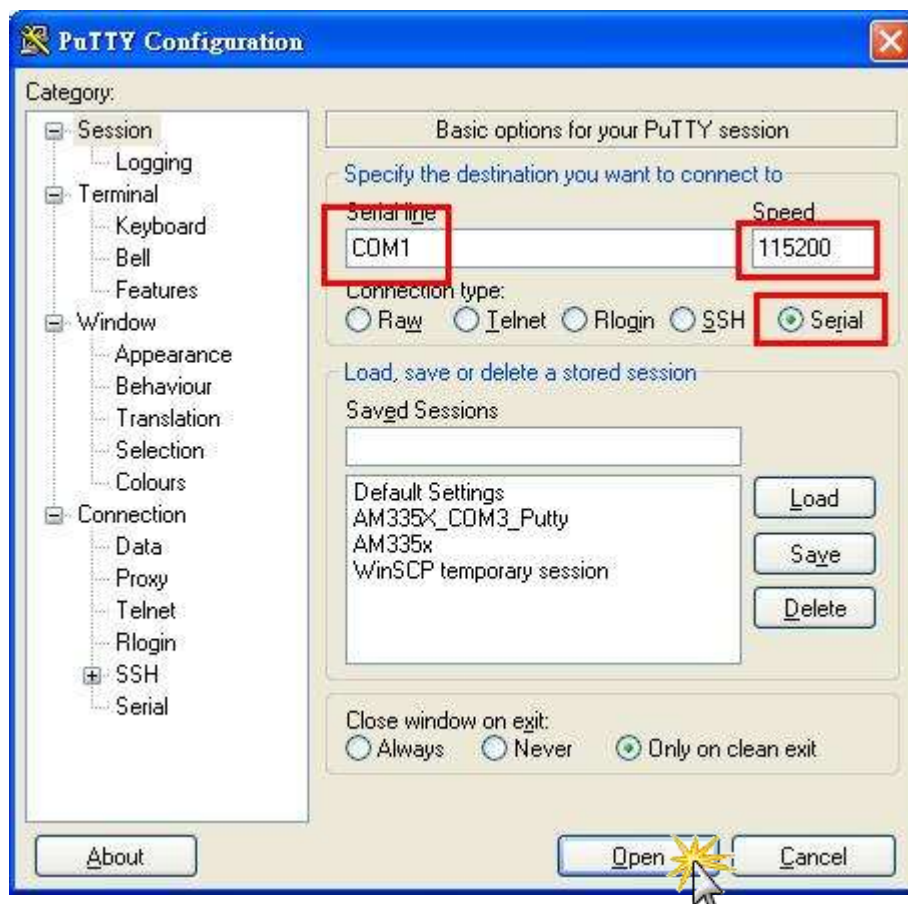 PuTTY Configuration
Category:
Session
Logging
Terminal
Keyboard
Bell
Features
Window
Appearance
Behaviour
Translation
Selection
Colours
Connection
Data
Proxy
Telnet
Rlogin
SSH
Serial
Basic options for your PuTTY session
Specify the destination you want to connect to
Serial line Speed
COM1 115200
Connection type:
Raw Telnet Rlogin SSH Serial
Load, save or delete a stored session
Saved Sessions
Default Settings
AM335X_COM3_Putty
AM335x
WinSCP temporary session
Load
Save
Delete
Close window on exit:
Always Never Only on clean exit
About Open Cancel